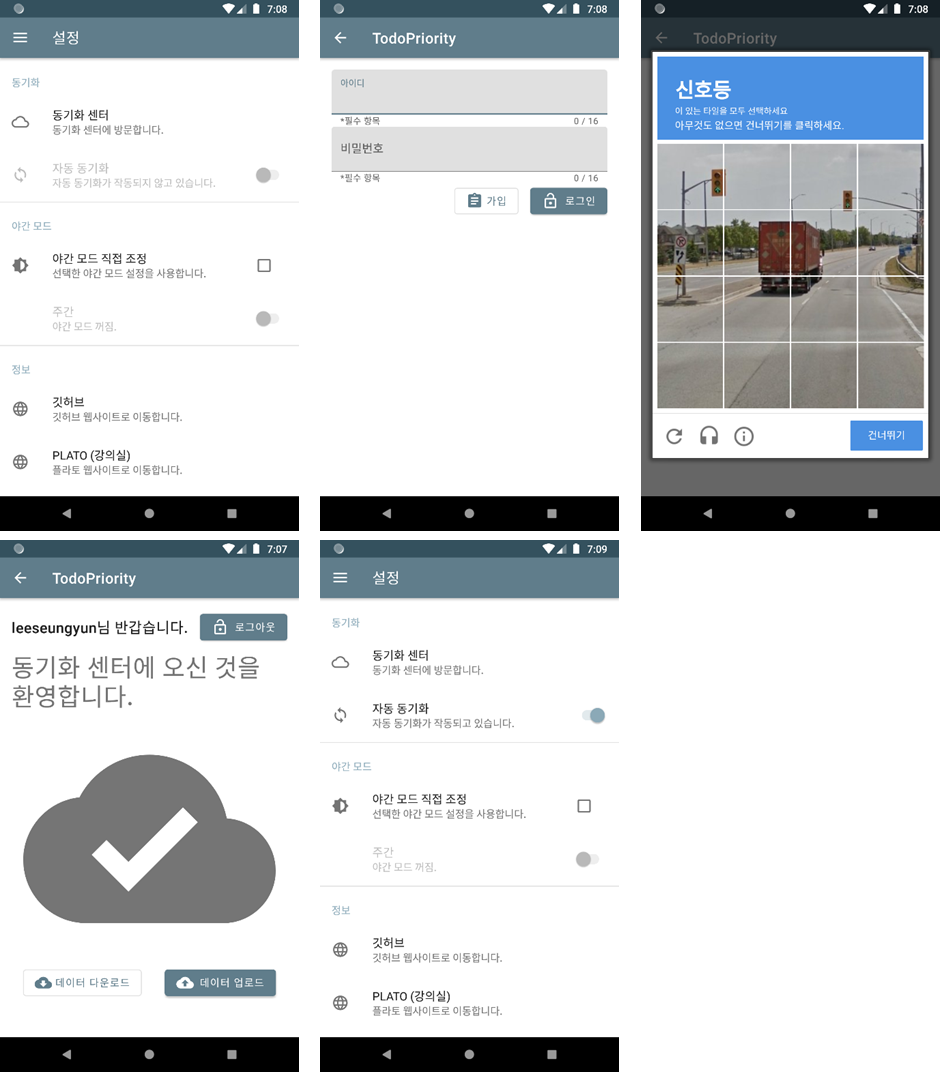 7:08
설정
동기화
동기화 센터
동기화 센터에 방문합니다.
자동 동기화
자동 동기화가 작동되지 않고 있습니다.
야간 모드
야간 모드 직접 조정
선택한 야간 모드 설정을 사용합니다.
주간
야간 모드 꺼짐.
정보
깃허브
깃허브 웹사이트로 이동합니다.
PLATO (강의실)
플라토 웹사이트로 이동합니다.
7:08
TodoPriority
아이디
*필수 항목 0 / 16
비밀번호
*필수 항목 0 / 16
가입 로그인
7:08
TodoPriority
신호등
이 있는 타일을 모두 선택하세요
아무것도 없으면 건너뛰기를 클릭하세요.
건너뛰기
7:07
TodoPriority
leeseungyun님 반갑습니다. 로그아웃
동기화 센터에 오신 것을
환영합니다.
데이터 다운로드 데이터 업로드
7:09
설정
동기화
동기화 센터
동기화 센터에 방문합니다.
자동 동기화
자동 동기화가 작동되고 있습니다.
야간 모드
야간 모드 직접 조정
선택한 야간 모드 설정을 사용합니다.
주간
야간 모드 꺼짐.
정보
깃허브
깃허브 웹사이트로 이동합니다.
PLATO (강의실)
플라토 웹사이트로 이동합니다.